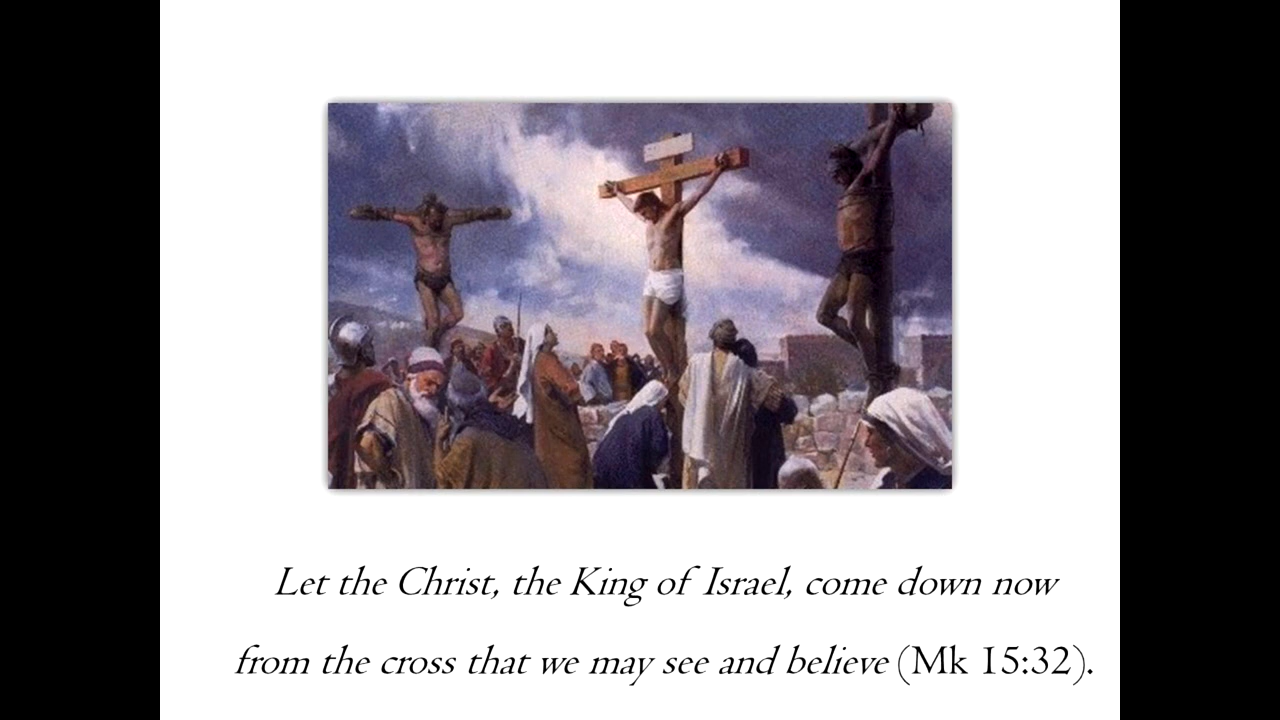 Let the Christ, the King of Israel, come down now
from the cross that we may see and believe (Mk 15:32).